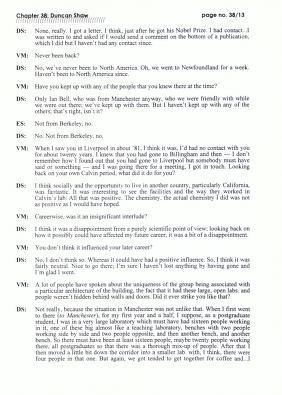 Chapter 38; Duncan Shaw page no. 38/13
DS: None, really. I got a letter, I think, just after he got his Nobel Prize. I had contact...I
was written to and asked if I would send a comment on the bottom of a publication,
which I did but I haven't had any contact since.
VM: Never been back?
DS: No, we've never been to North America. Oh, we went to Newfoundland for a week.
Haven't been to North America since.
VM: Have you kept up with any of the people that you knew there at the time?
DS: Only Ian Bell, who was from Manchester anyway, who we were friendly with while
we were out there; we've kept up with them. But I haven't kept up with any of the
others; that's right, isn't it?
ES: Not from Berkeley, no.
DS: No. Not from Berkeley.
VM: When I saw you in Liverpool in about '81, I think it was, I'd had no contact with you
for about twenty years. I knew that you had gone to Billingham and then — I don't
remember how I found out that you had gone to Liverpool but somebody must have
said or something — and I was going there for a meeting, I got in touch. Looking
back on your own Calvin period, what did it do for you?
DS: I think socially and the opportunity to live in another country, particularly California,
was fantastic. It was interesting to see the facilities and the way they worked in
Calvin's lab. All that was positive. The chemistry, the actual chemistry I did was not
as positive as I would have hoped.
VM: Careerwise, was it an insignificant interlude?
DS: I think it was a disappointment from a purely scientific point of view; looking back on
how it possibly could have affected my future career, it was a bit of a disappointment.
VM: You don't think it influenced your later career?
DS: No, I don't think so. Whereas it could have had a positive influence. So, I think it was
fairly neutral. Nice to go there; I'm sure I haven't lost anything by having gone and
I'm glad I went.
VM: A lot of people have spoken about the uniqueness of the group being associated with
a particular architecture of the building, the fact that it had these large, open labs, and
people weren't hidden behind walls and doors. Did it ever strike you like that?
DS: Not really, because the situation in Manchester was not unlike that. When I first went
to there (to Manchester), for my first year and a half, I suppose, as a postgraduate
student, I was in a very large laboratory which must have had sixteen people working
in it, one of these big almost like a teaching laboratory, benches with two people
working side by side and two people opposite, and then another bench, and another
bench. So there must have been at least sixteen people, maybe twenty people working
there, all postgraduates so that there was a thorough mix-up of people. After that I
then moved a little bit down the corridor into a smaller lab with, I think, there were
four people in that one. But again, we get tended to get together for coffee and...I